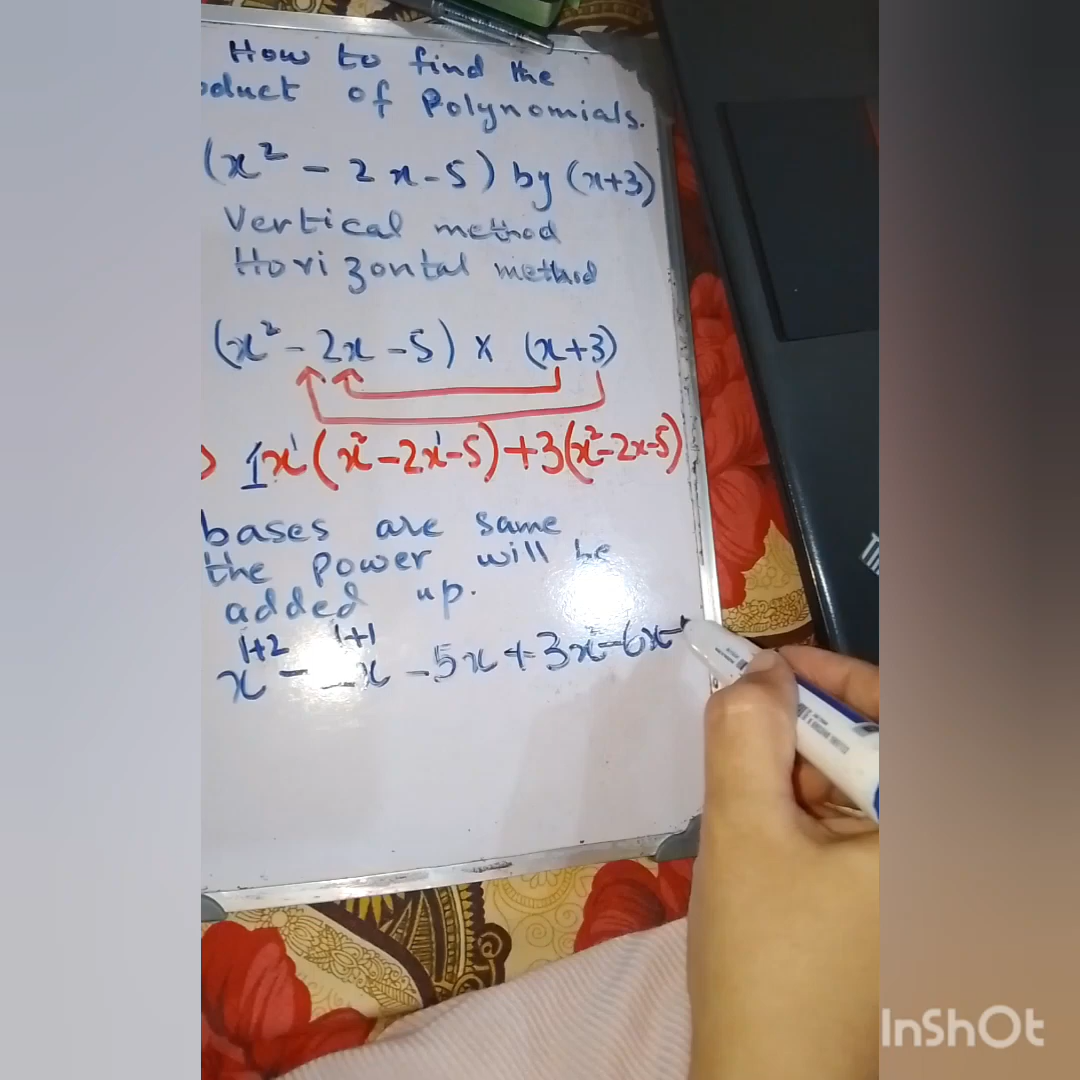 How to find the
oduct of Polynomials.
(x² - 2x - 5) by (x+3)
Vertical method
Horizontal method
(x² - 2x - 5) × (x+3)
1x¹(x² - 2x¹ - 5) + 3(x² - 2x - 5)
bases are same
the power will be
added up.
x¹⁺² - x¹⁺¹ - 5x + 3x² - 6x -
InShOt